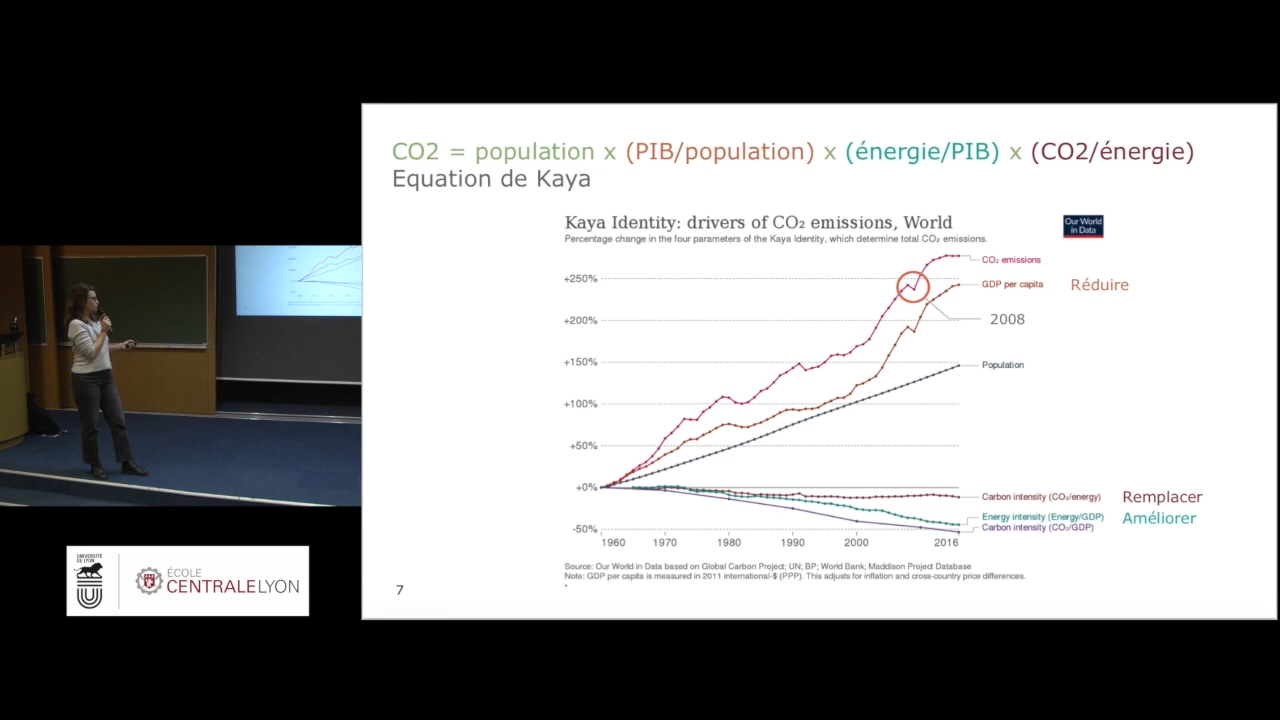 CO2 = population x (PIB/population) x (énergie/PIB) x (CO2/énergie)
Equation de Kaya
Kaya Identity: drivers of CO₂ emissions, World
Percentage change in the four parameters of the Kaya Identity, which determine total CO₂ emissions.
Our World
in Data
+250%
+200%
+150%
+100%
+50%
+0%
-50%
1960
1970
1980
1990
2000
2016
CO₂ emissions
GDP per capita
Réduire
2008
Population
Carbon intensity (CO₂/energy)
Remplacer
Energy intensity (Energy/GDP)
Améliorer
Carbon intensity (CO₂/GDP)
Source: Our World in Data based on Global Carbon Project; UN; BP; World Bank; Maddison Project Database
Note: GDP per capita is measured in 2011 international-$ (PPP). This adjusts for inflation and cross-country price differences.
7
UNIVERSITÉ
DE LYON
ÉCOLE
CENTRALELYON